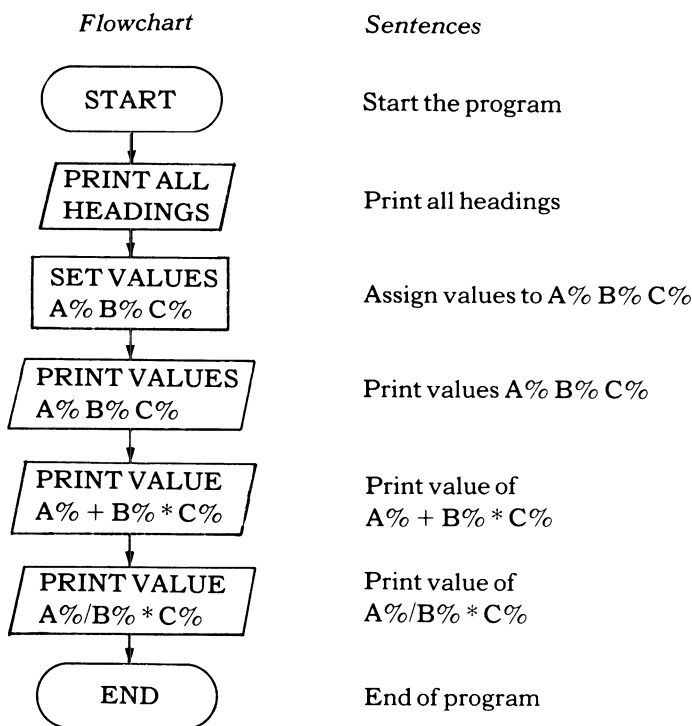 Flowchart Sentences
START Start the program
PRINT ALL
HEADINGS
Print all headings
SET VALUES
A% B% C%
Assign values to A% B% C%
PRINT VALUES
A% B% C%
Print values A% B% C%
PRINT VALUE
A% + B% * C%
Print value of
A% + B% * C%
PRINT VALUE
A%/B% * C%
Print value of
A%/B% * C%
END End of program